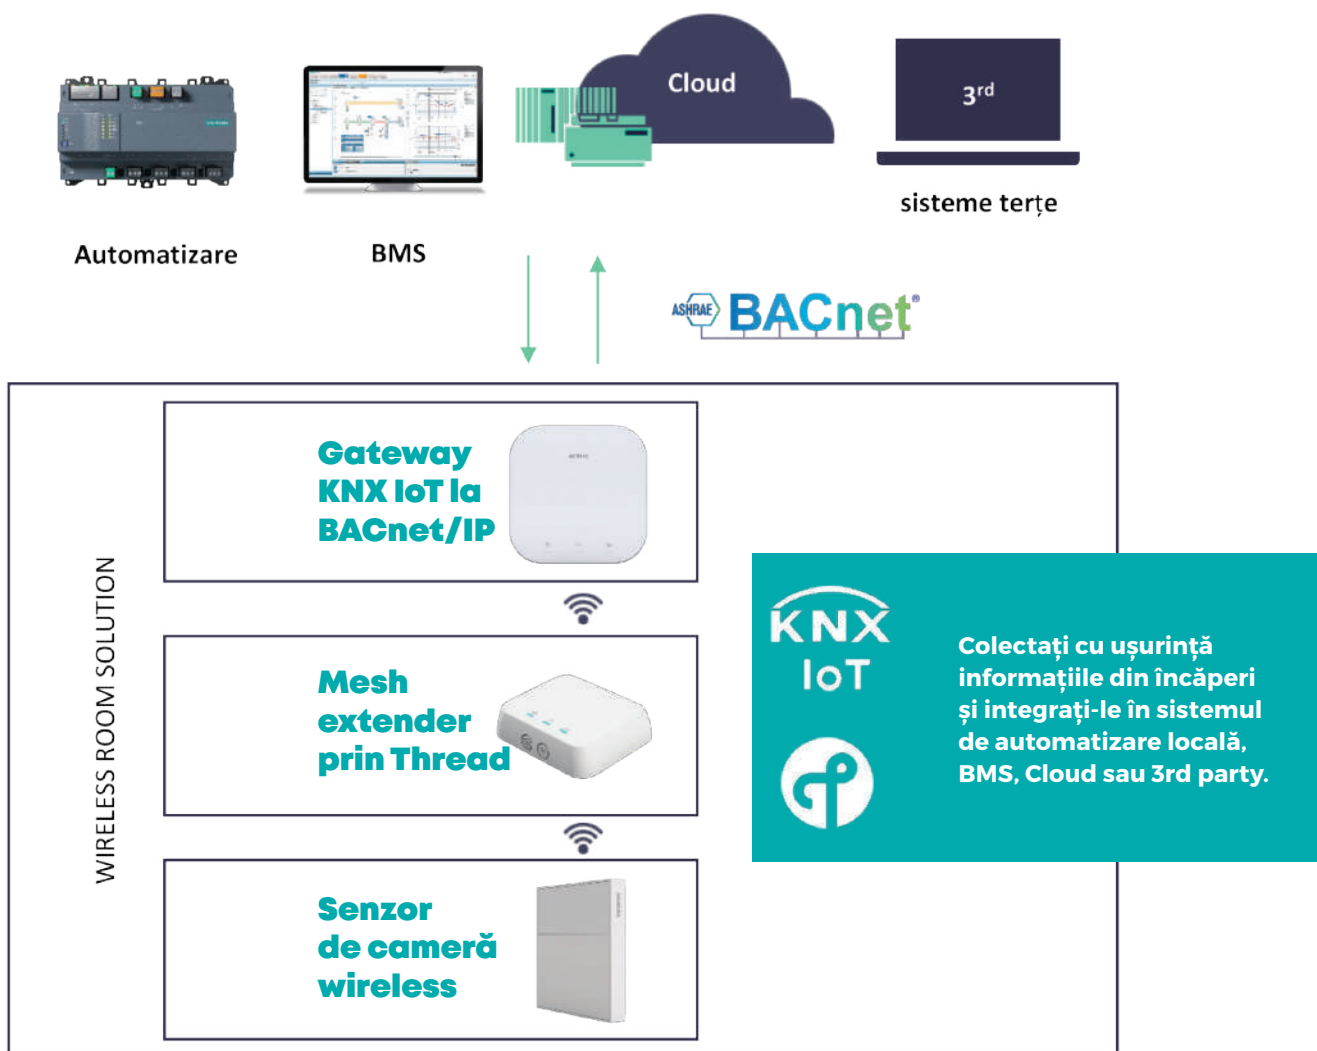 Cloud
3rd
sisteme terțe
Automatizare
BMS
ASHRAE BACnet®
WIRELESS ROOM SOLUTION
Gateway
KNX IoT la
BACnet/IP
Mesh
extender
prin Thread
Senzor
de cameră
wireless
KNX
IoT
Colectați cu ușurință
informațiile din încăperi
și integrați-le în sistemul
de automatizare locală,
BMS, Cloud sau 3rd party.